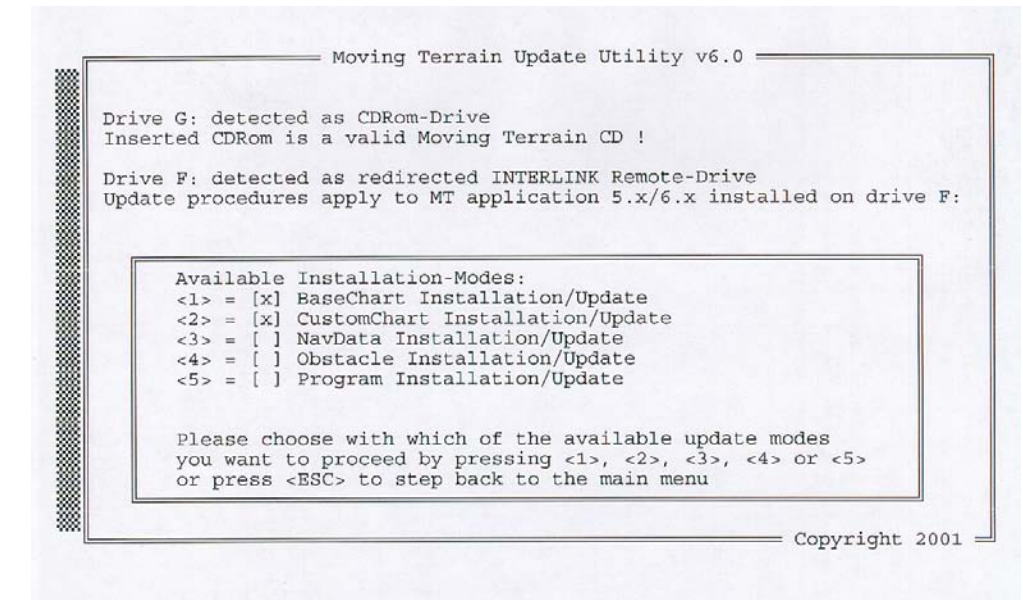 Moving Terrain Update Utility v6.0
Drive G: detected as CDRom-Drive
Inserted CDRom is a valid Moving Terrain CD !
Drive F: detected as redirected INTERLINK Remote-Drive
Update procedures apply to MT application 5.x/6.x installed on drive F:
Available Installation-Modes:
<1> = [x] BaseChart Installation/Update
<2> = [x] CustomChart Installation/Update
<3> = [ ] NavData Installation/Update
<4> = [ ] Obstacle Installation/Update
<5> = [ ] Program Installation/Update
Please choose with which of the available update modes
you want to proceed by pressing <1>, <2>, <3>, <4> or <5>
or press <ESC> to step back to the main menu
Copyright 2001